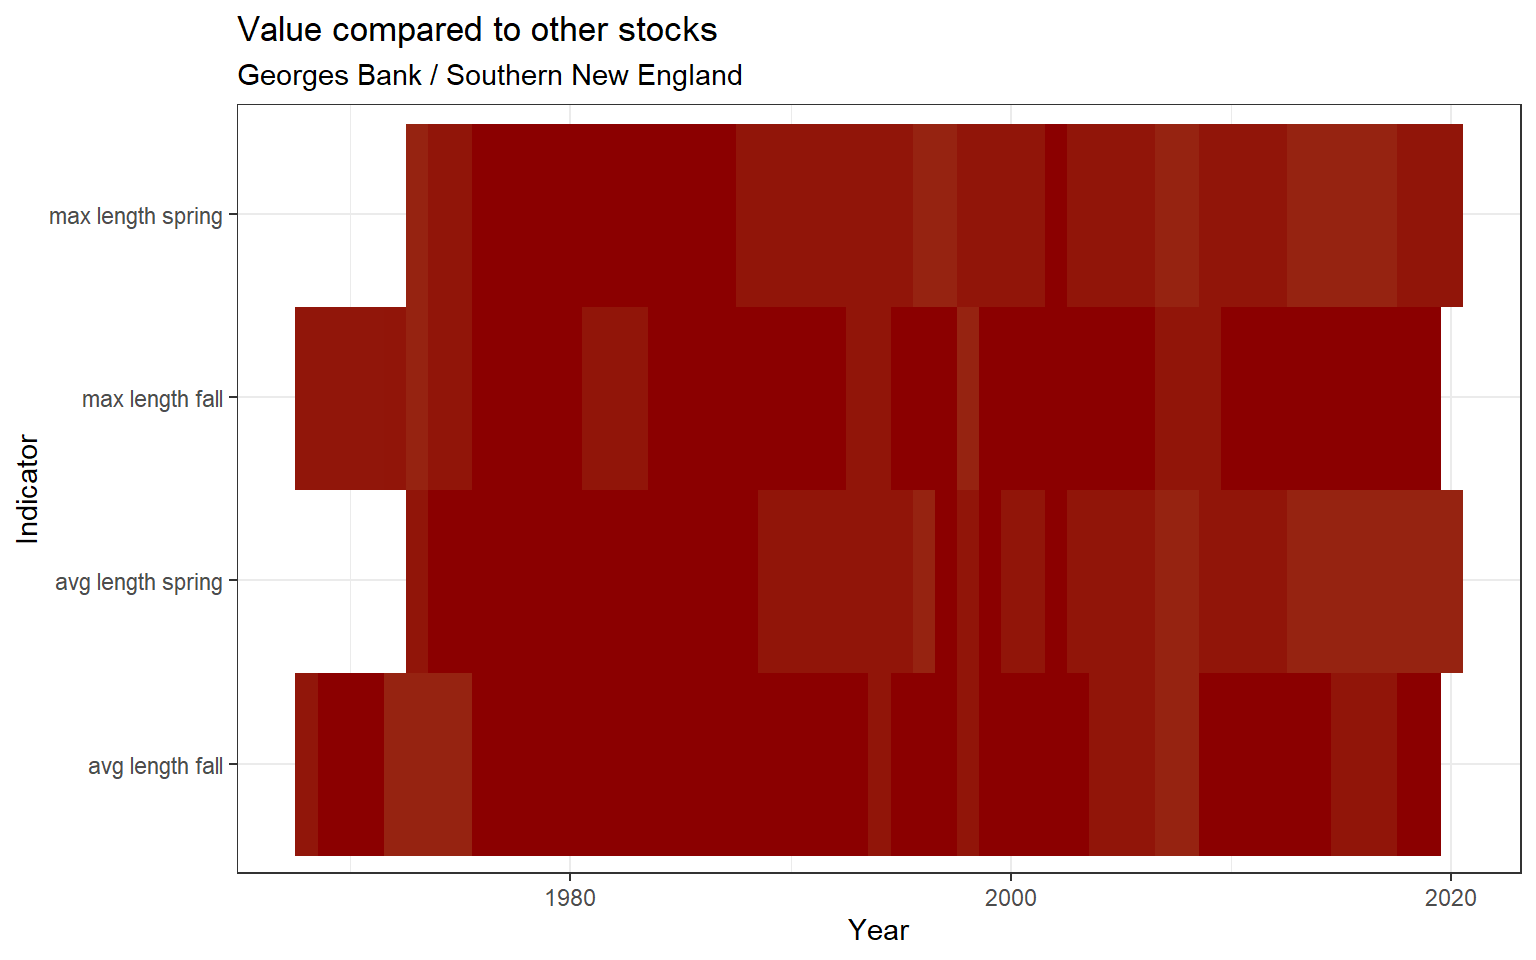 Value compared to other stocks
Georges Bank / Southern New England
max length spring
max length fall
avg length spring
avg length fall
Indicator
1980
2000
2020
Year